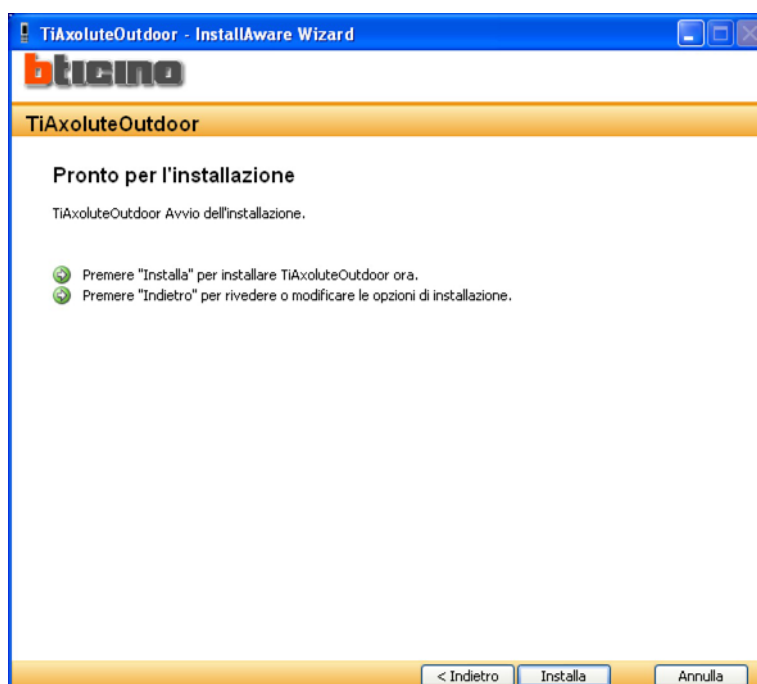 TiAxoluteOutdoor - InstallAware Wizard
bticino
TiAxoluteOutdoor
Pronto per l'installazione
TiAxoluteOutdoor Avvio dell'installazione.
Premere "Installa" per installare TiAxoluteOutdoor ora.
Premere "Indietro" per rivedere o modificare le opzioni di installazione.
< Indietro Installa Annulla